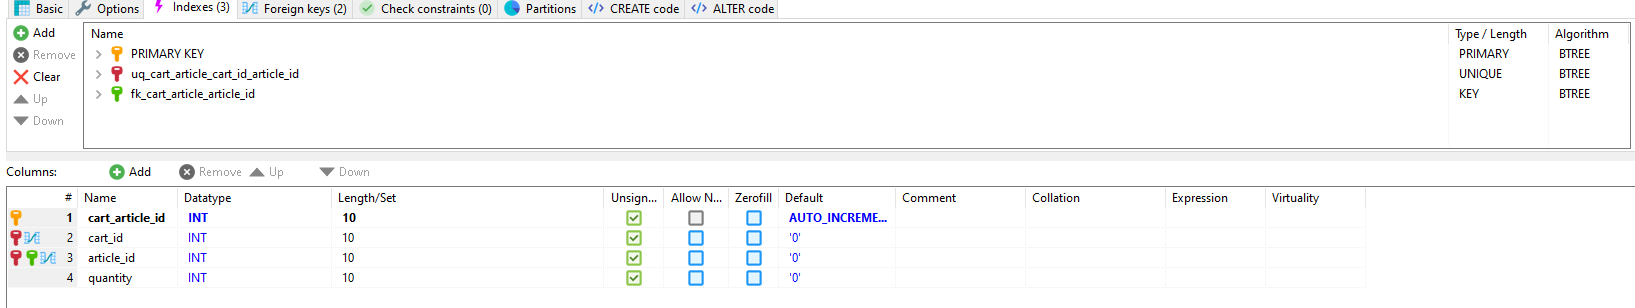 Basic Options Indexes (3) Foreign keys (2) Check constraints (0) Partitions CREATE code ALTER code
Add Name Type / Length Algorithm
Remove PRIMARY KEY PRIMARY BTREE
Clear uq_cart_article_cart_id_article_id UNIQUE BTREE
Up fk_cart_article_article_id KEY BTREE
Down
Columns: Add Remove Up Down
# Name Datatype Length/Set Unsign... Allow N... Zerofill Default Comment Collation Expression Virtuality
1 cart_article_id INT 10 AUTO_INCREME...
2 cart_id INT 10 '0'
3 article_id INT 10 '0'
4 quantity INT 10 '0'